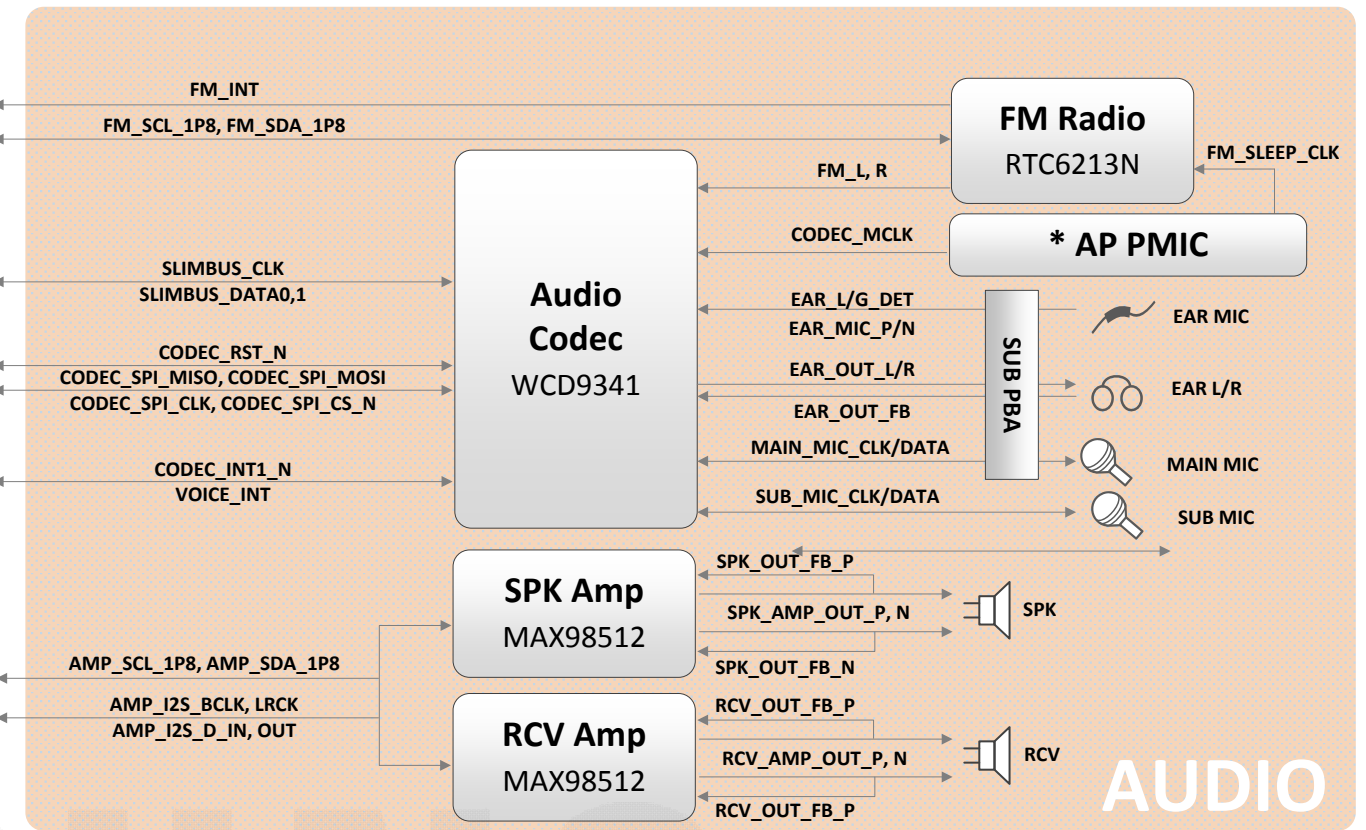 FM_INT
FM_SCL_1P8, FM_SDA_1P8
FM Radio
RTC6213N
FM_SLEEP_CLK
FM_L, R
CODEC_MCLK
* AP PMIC
SLIMBUS_CLK
SLIMBUS_DATA0,1
Audio
Codec
WCD9341
EAR_L/G_DET
EAR_MIC_P/N
SUB PBA
EAR MIC
CODEC_RST_N
CODEC_SPI_MISO, CODEC_SPI_MOSI
CODEC_SPI_CLK, CODEC_SPI_CS_N
EAR_OUT_L/R
EAR_OUT_FB
EAR L/R
MAIN_MIC_CLK/DATA
MAIN MIC
CODEC_INT1_N
VOICE_INT
SUB_MIC_CLK/DATA
SUB MIC
SPK Amp
MAX98512
SPK_OUT_FB_P
SPK_AMP_OUT_P, N
SPK_OUT_FB_N
SPK
AMP_SCL_1P8, AMP_SDA_1P8
AMP_I2S_BCLK, LRCK
AMP_I2S_D_IN, OUT
RCV Amp
MAX98512
RCV_OUT_FB_P
RCV_AMP_OUT_P, N
RCV_OUT_FB_P
RCV
AUDIO